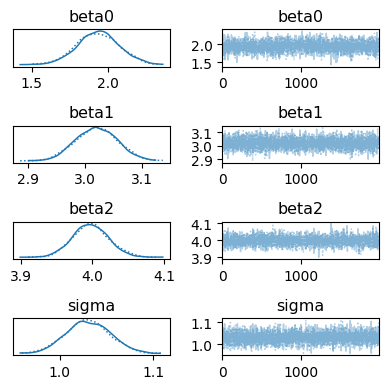 beta0 beta0
2.0
1.5
1.5 2.0 0 1000
beta1 beta1
3.1
3.0
2.9
2.9 3.0 3.1 0 1000
beta2 beta2
4.1
4.0
3.9
3.9 4.0 4.1 0 1000
sigma sigma
1.1
1.0
1.0 1.1 0 1000